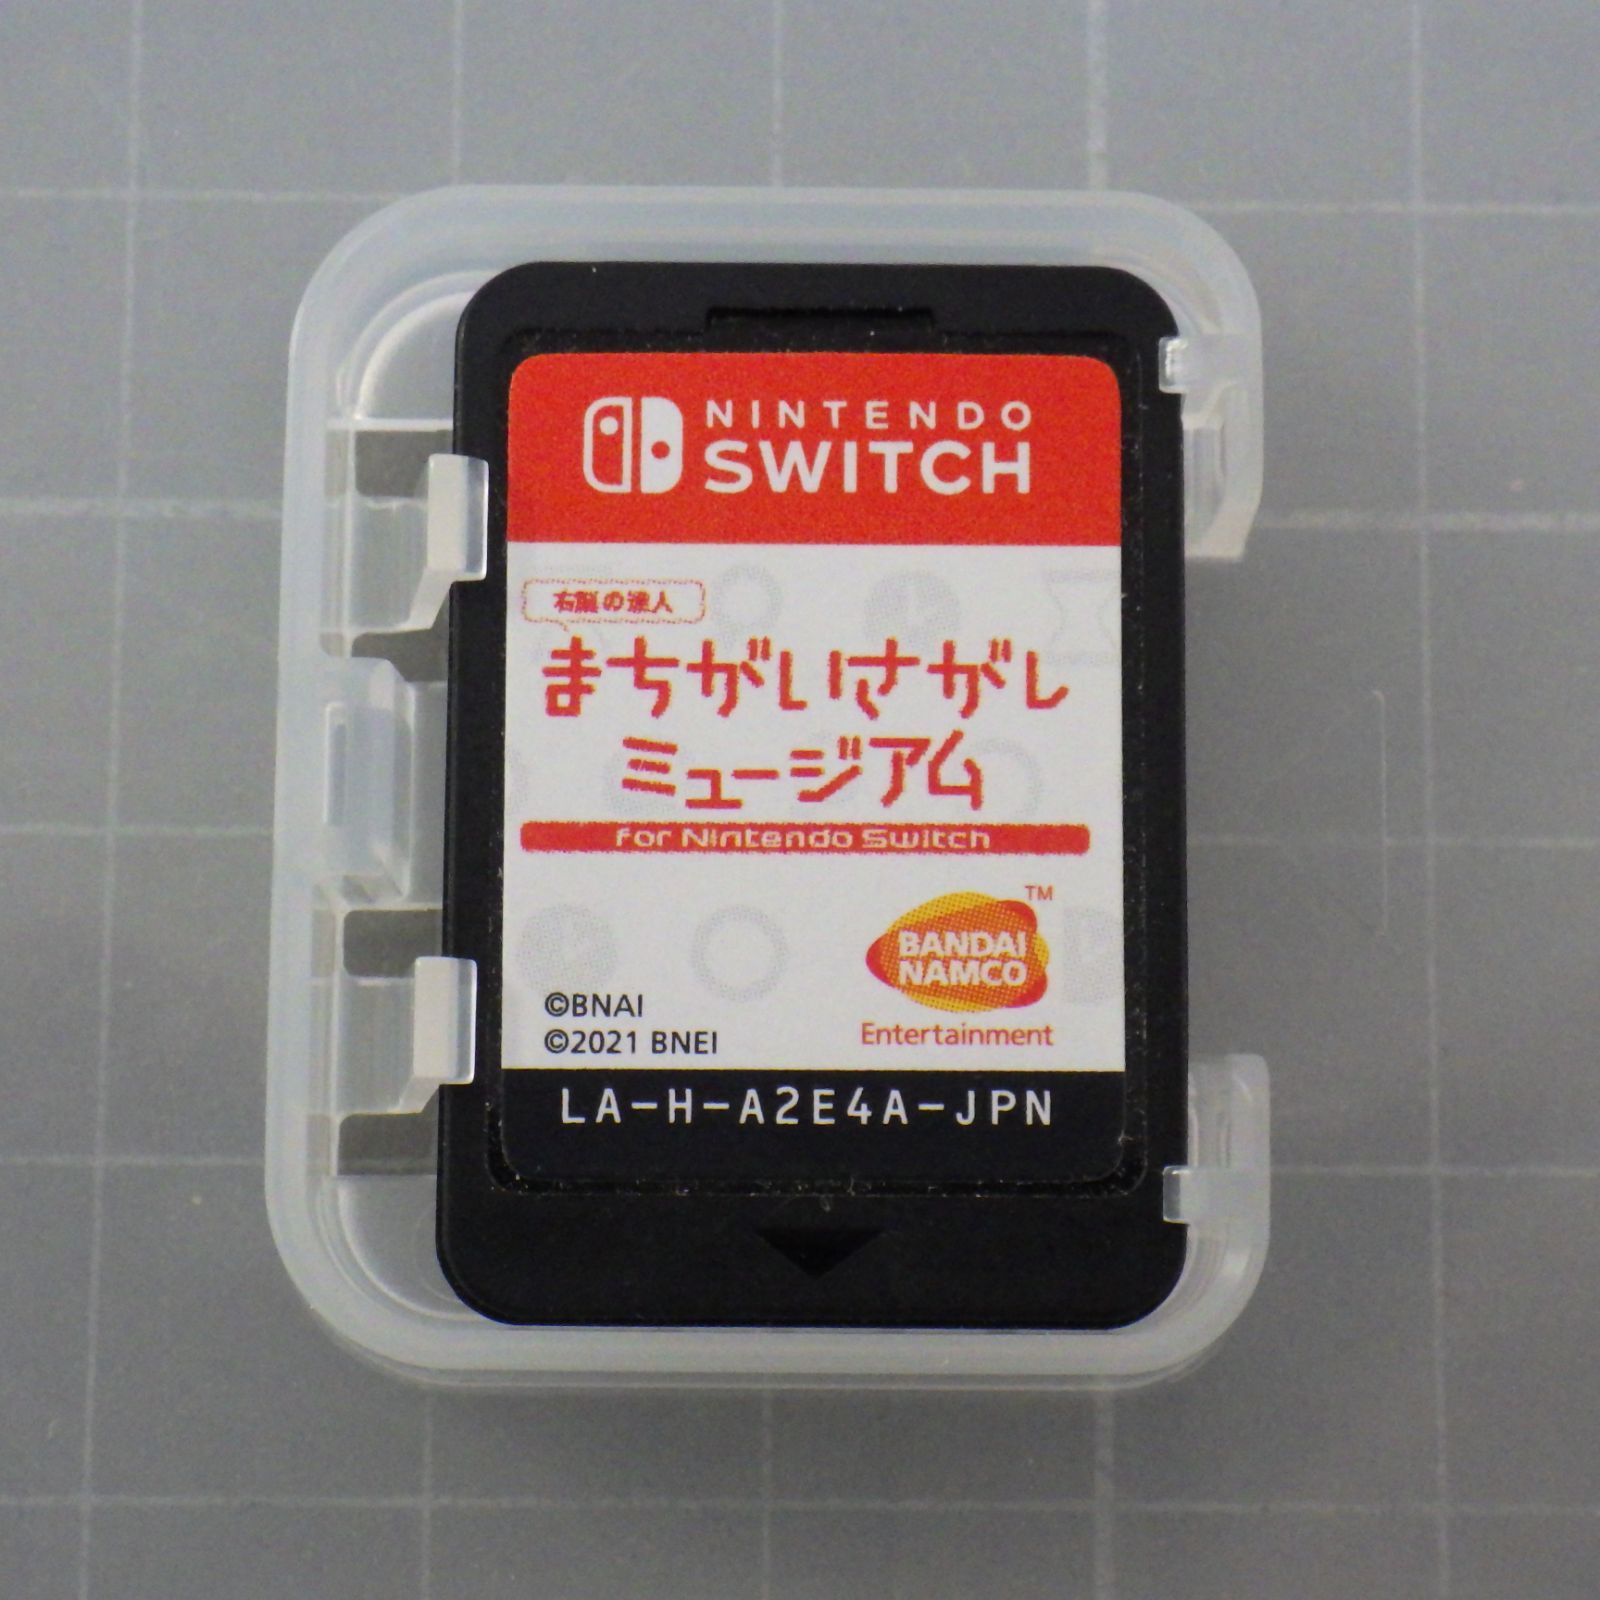 NINTENDO
SWITCH
右脳の達人
まちがいさがし
ミュージアム
for Nintendo Switch
TM
BANDAI
NAMCO
Entertainment
©BNAI
©2021 BNEI
LA-H-A2E4A-JPN